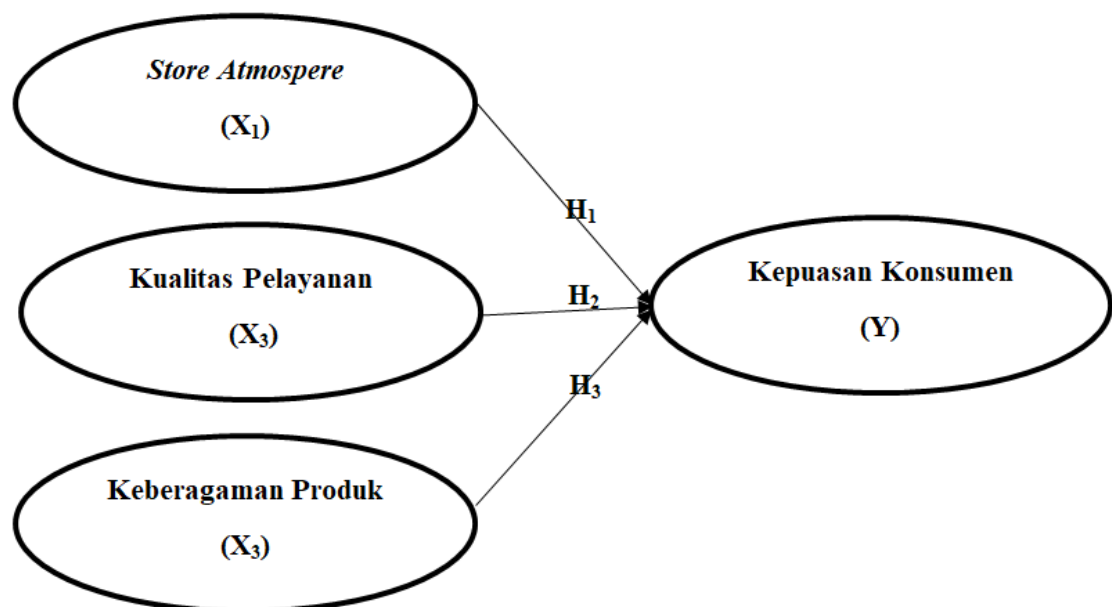 Store Atmospere
(X₁)
H₁
Kualitas Pelayanan
(X₃)
H₂
Kepuasan Konsumen
(Y)
H₃
Keberagaman Produk
(X₃)